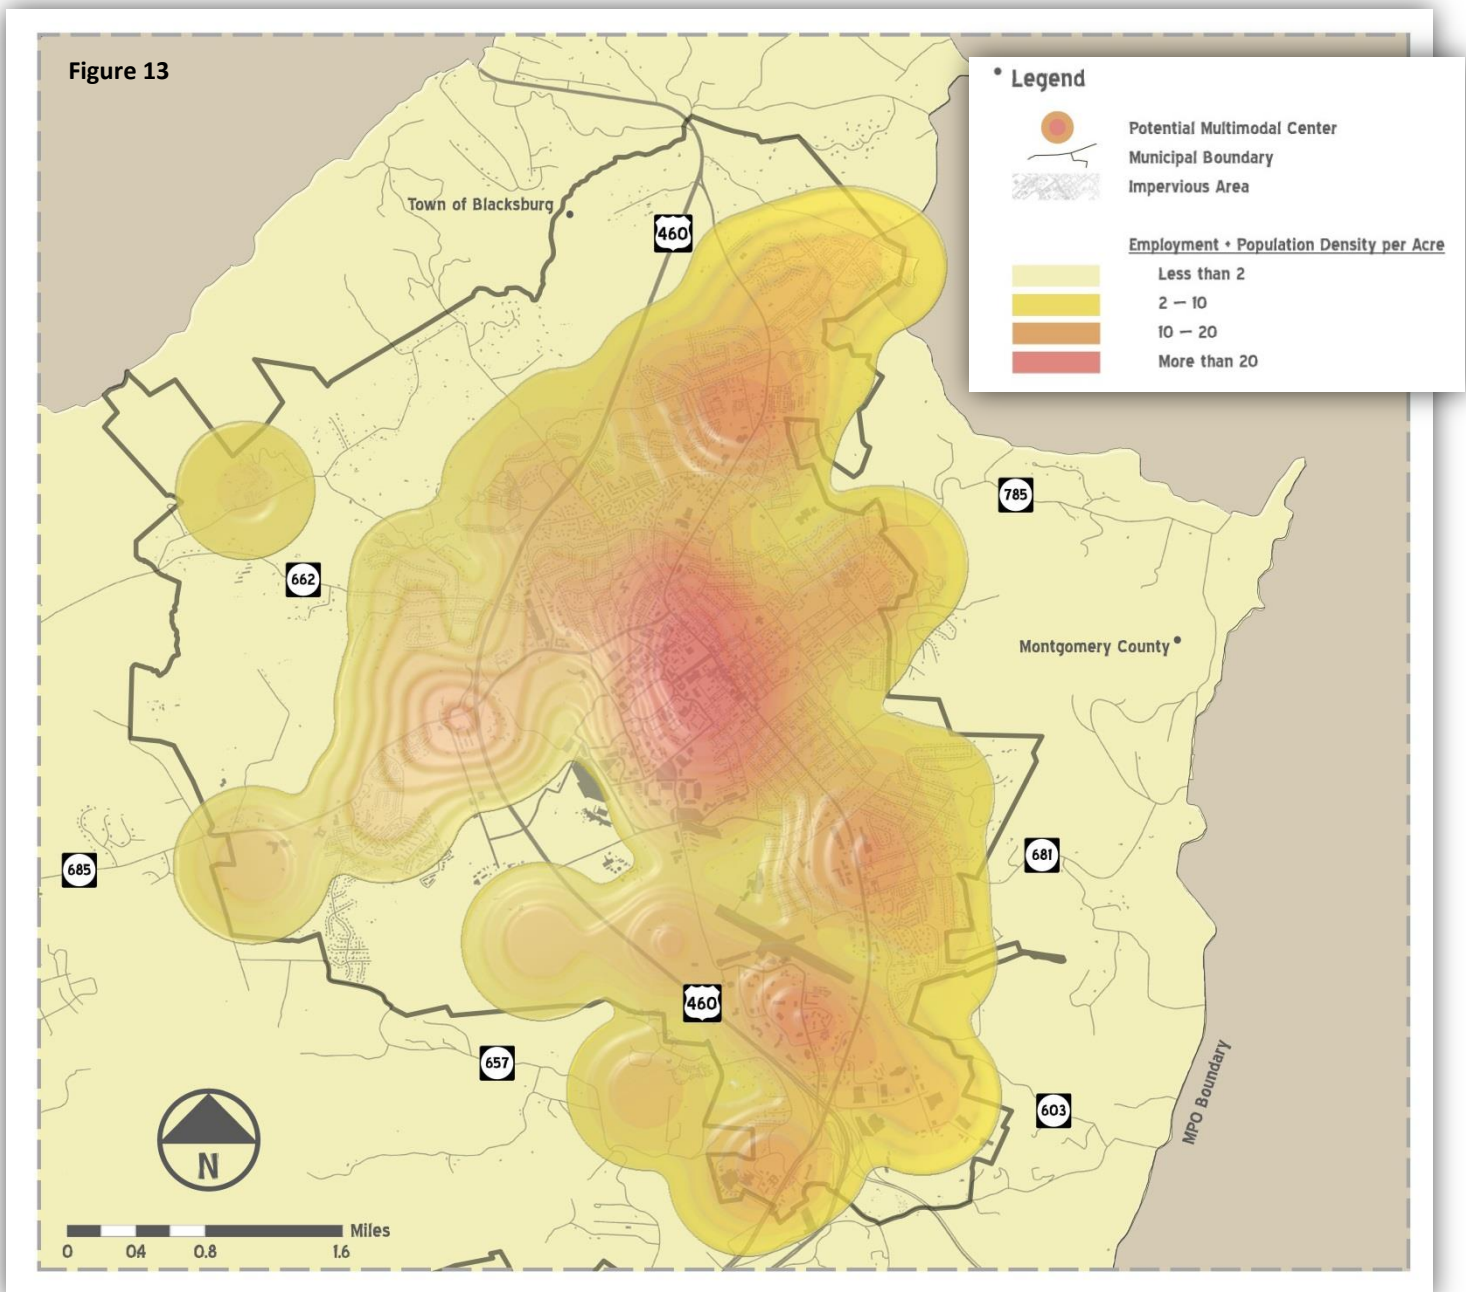 Figure 13
Legend
Potential Multimodal Center
Municipal Boundary
Impervious Area
Employment + Population Density per Acre
Less than 2
2 – 10
10 – 20
More than 20
Town of Blacksburg
460
785
662
Montgomery County
685
681
460
657
603
MPO Boundary
N
Miles
0 04 0.8 1.6